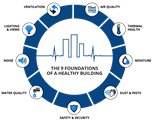 VENTILATION
AIR QUALITY
THERMAL
HEALTH
MOISTURE
DUST & PESTS
SAFETY & SECURITY
WATER QUALITY
NOISE
LIGHTING
& VIEWS
THE 9 FOUNDATIONS
OF A HEALTHY BUILDING